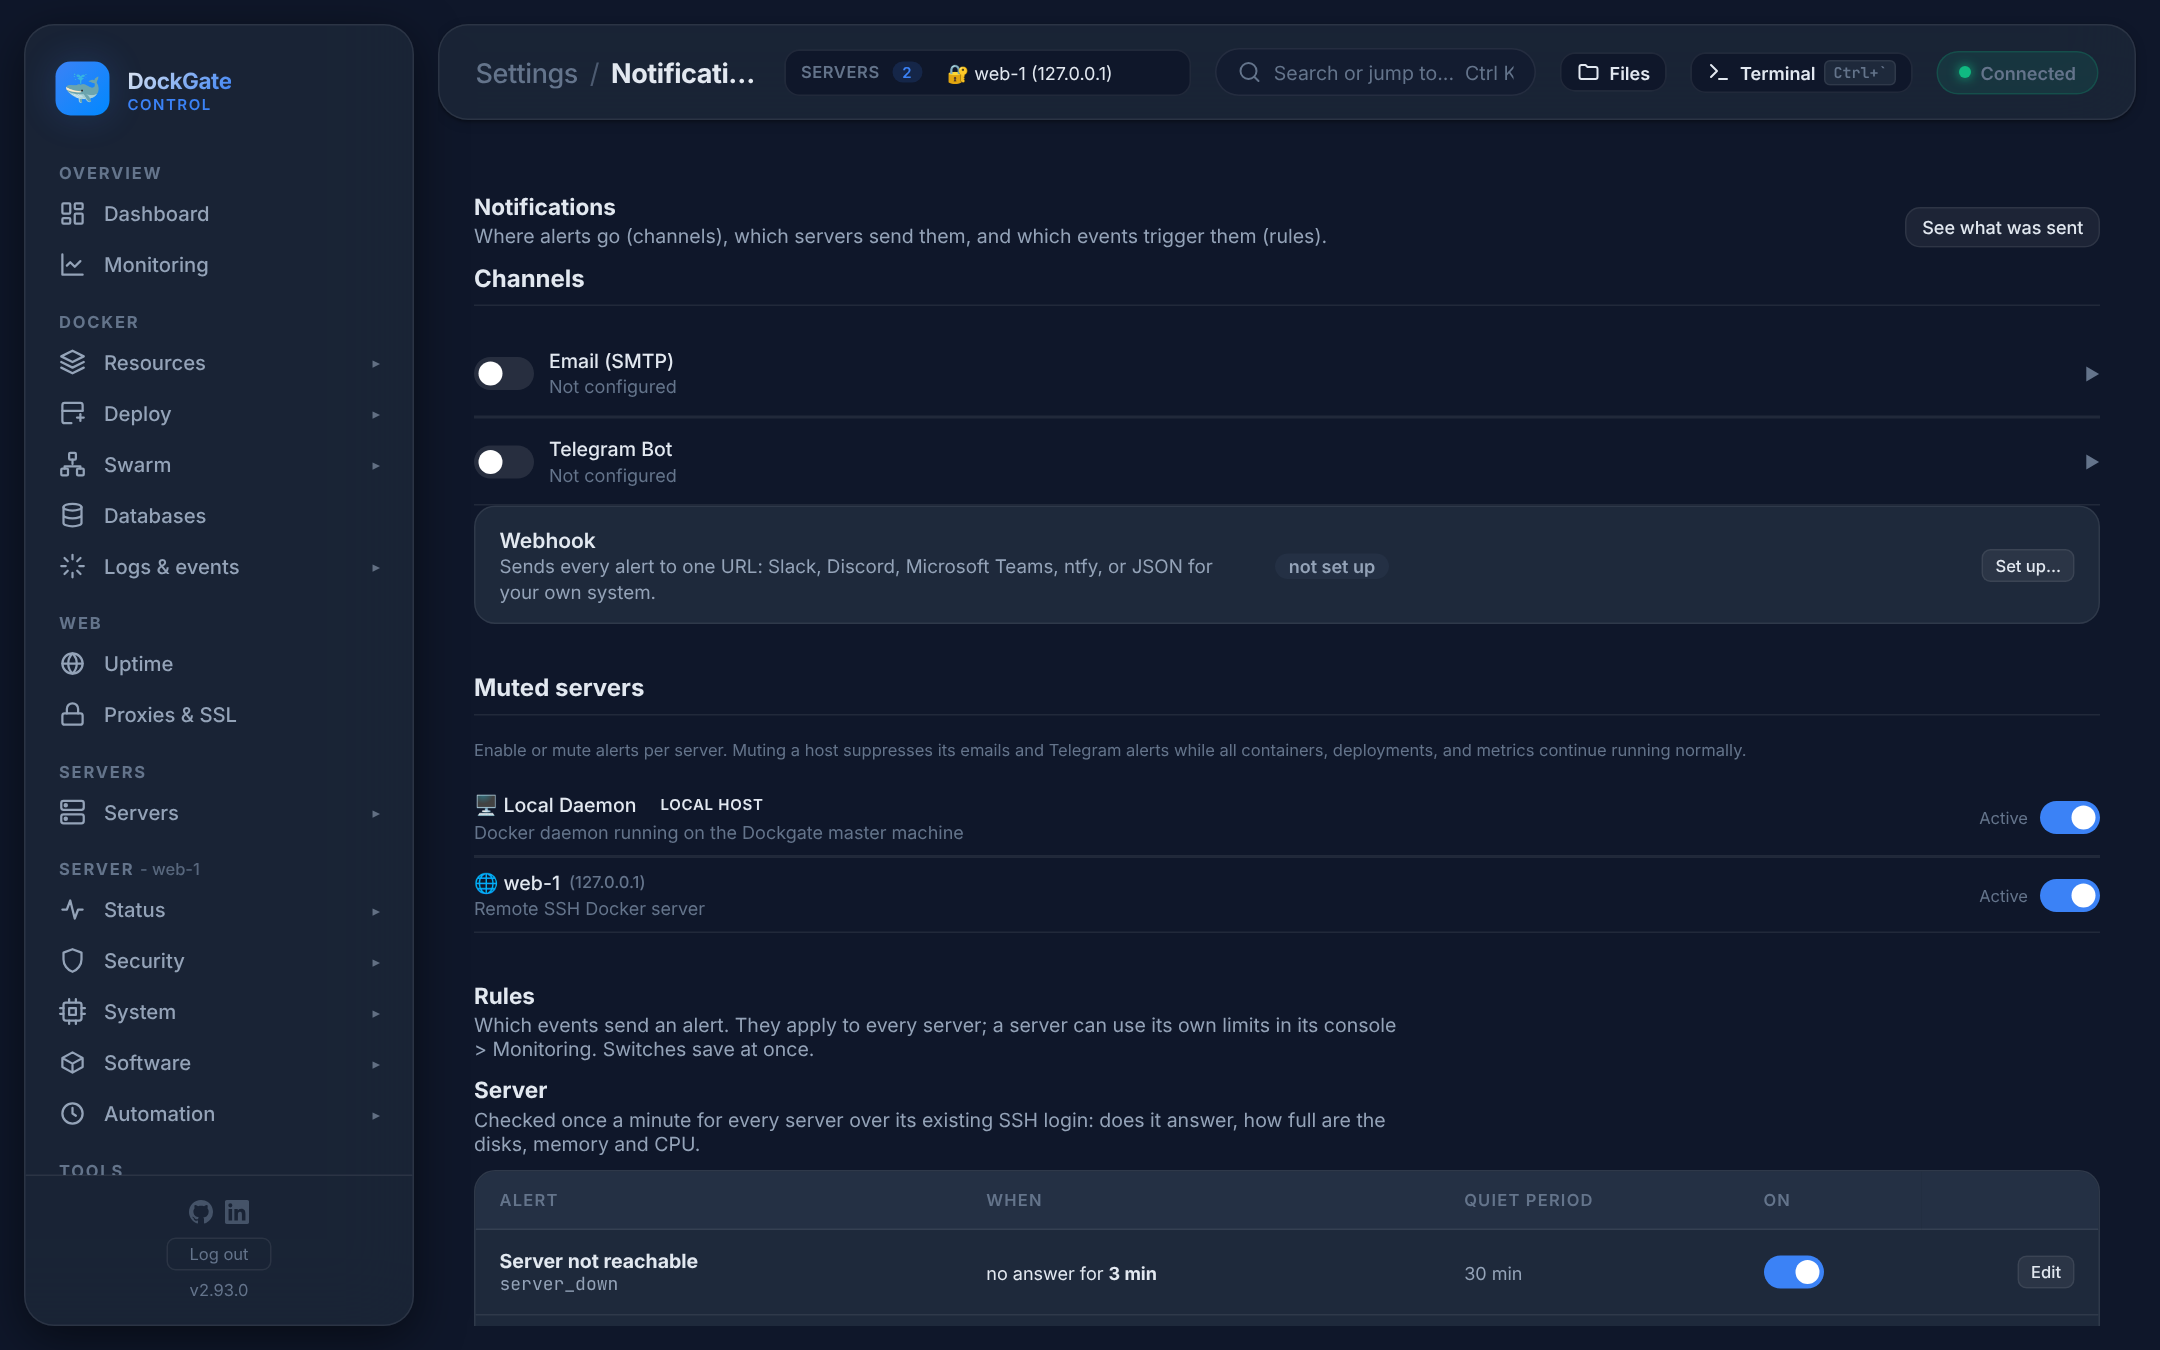 DockGate
CONTROL
OVERVIEW
Dashboard
Monitoring
DOCKER
Resources
Deploy
Swarm
Databases
Logs & events
WEB
Uptime
Proxies & SSL
SERVERS
Servers
SERVER - web-1
Status
Security
System
Software
Automation
TOOLS
Log out
v2.93.0
Settings / Notificati...
SERVERS 2 web-1 (127.0.0.1)
Search or jump to... Ctrl K
Files
Terminal Ctrl+`
Connected
Notifications
Where alerts go (channels), which servers send them, and which events trigger them (rules).
See what was sent
Channels
Email (SMTP)
Not configured
Telegram Bot
Not configured
Webhook
Sends every alert to one URL: Slack, Discord, Microsoft Teams, ntfy, or JSON for
your own system.
not set up
Set up...
Muted servers
Enable or mute alerts per server. Muting a host suppresses its emails and Telegram alerts while all containers, deployments, and metrics continue running normally.
Local Daemon LOCAL HOST
Docker daemon running on the Dockgate master machine
Active
web-1 (127.0.0.1)
Remote SSH Docker server
Active
Rules
Which events send an alert. They apply to every server; a server can use its own limits in its console
> Monitoring. Switches save at once.
Server
Checked once a minute for every server over its existing SSH login: does it answer, how full are the
disks, memory and CPU.
ALERT WHEN QUIET PERIOD ON
Server not reachable
server_down
no answer for 3 min
30 min
Edit